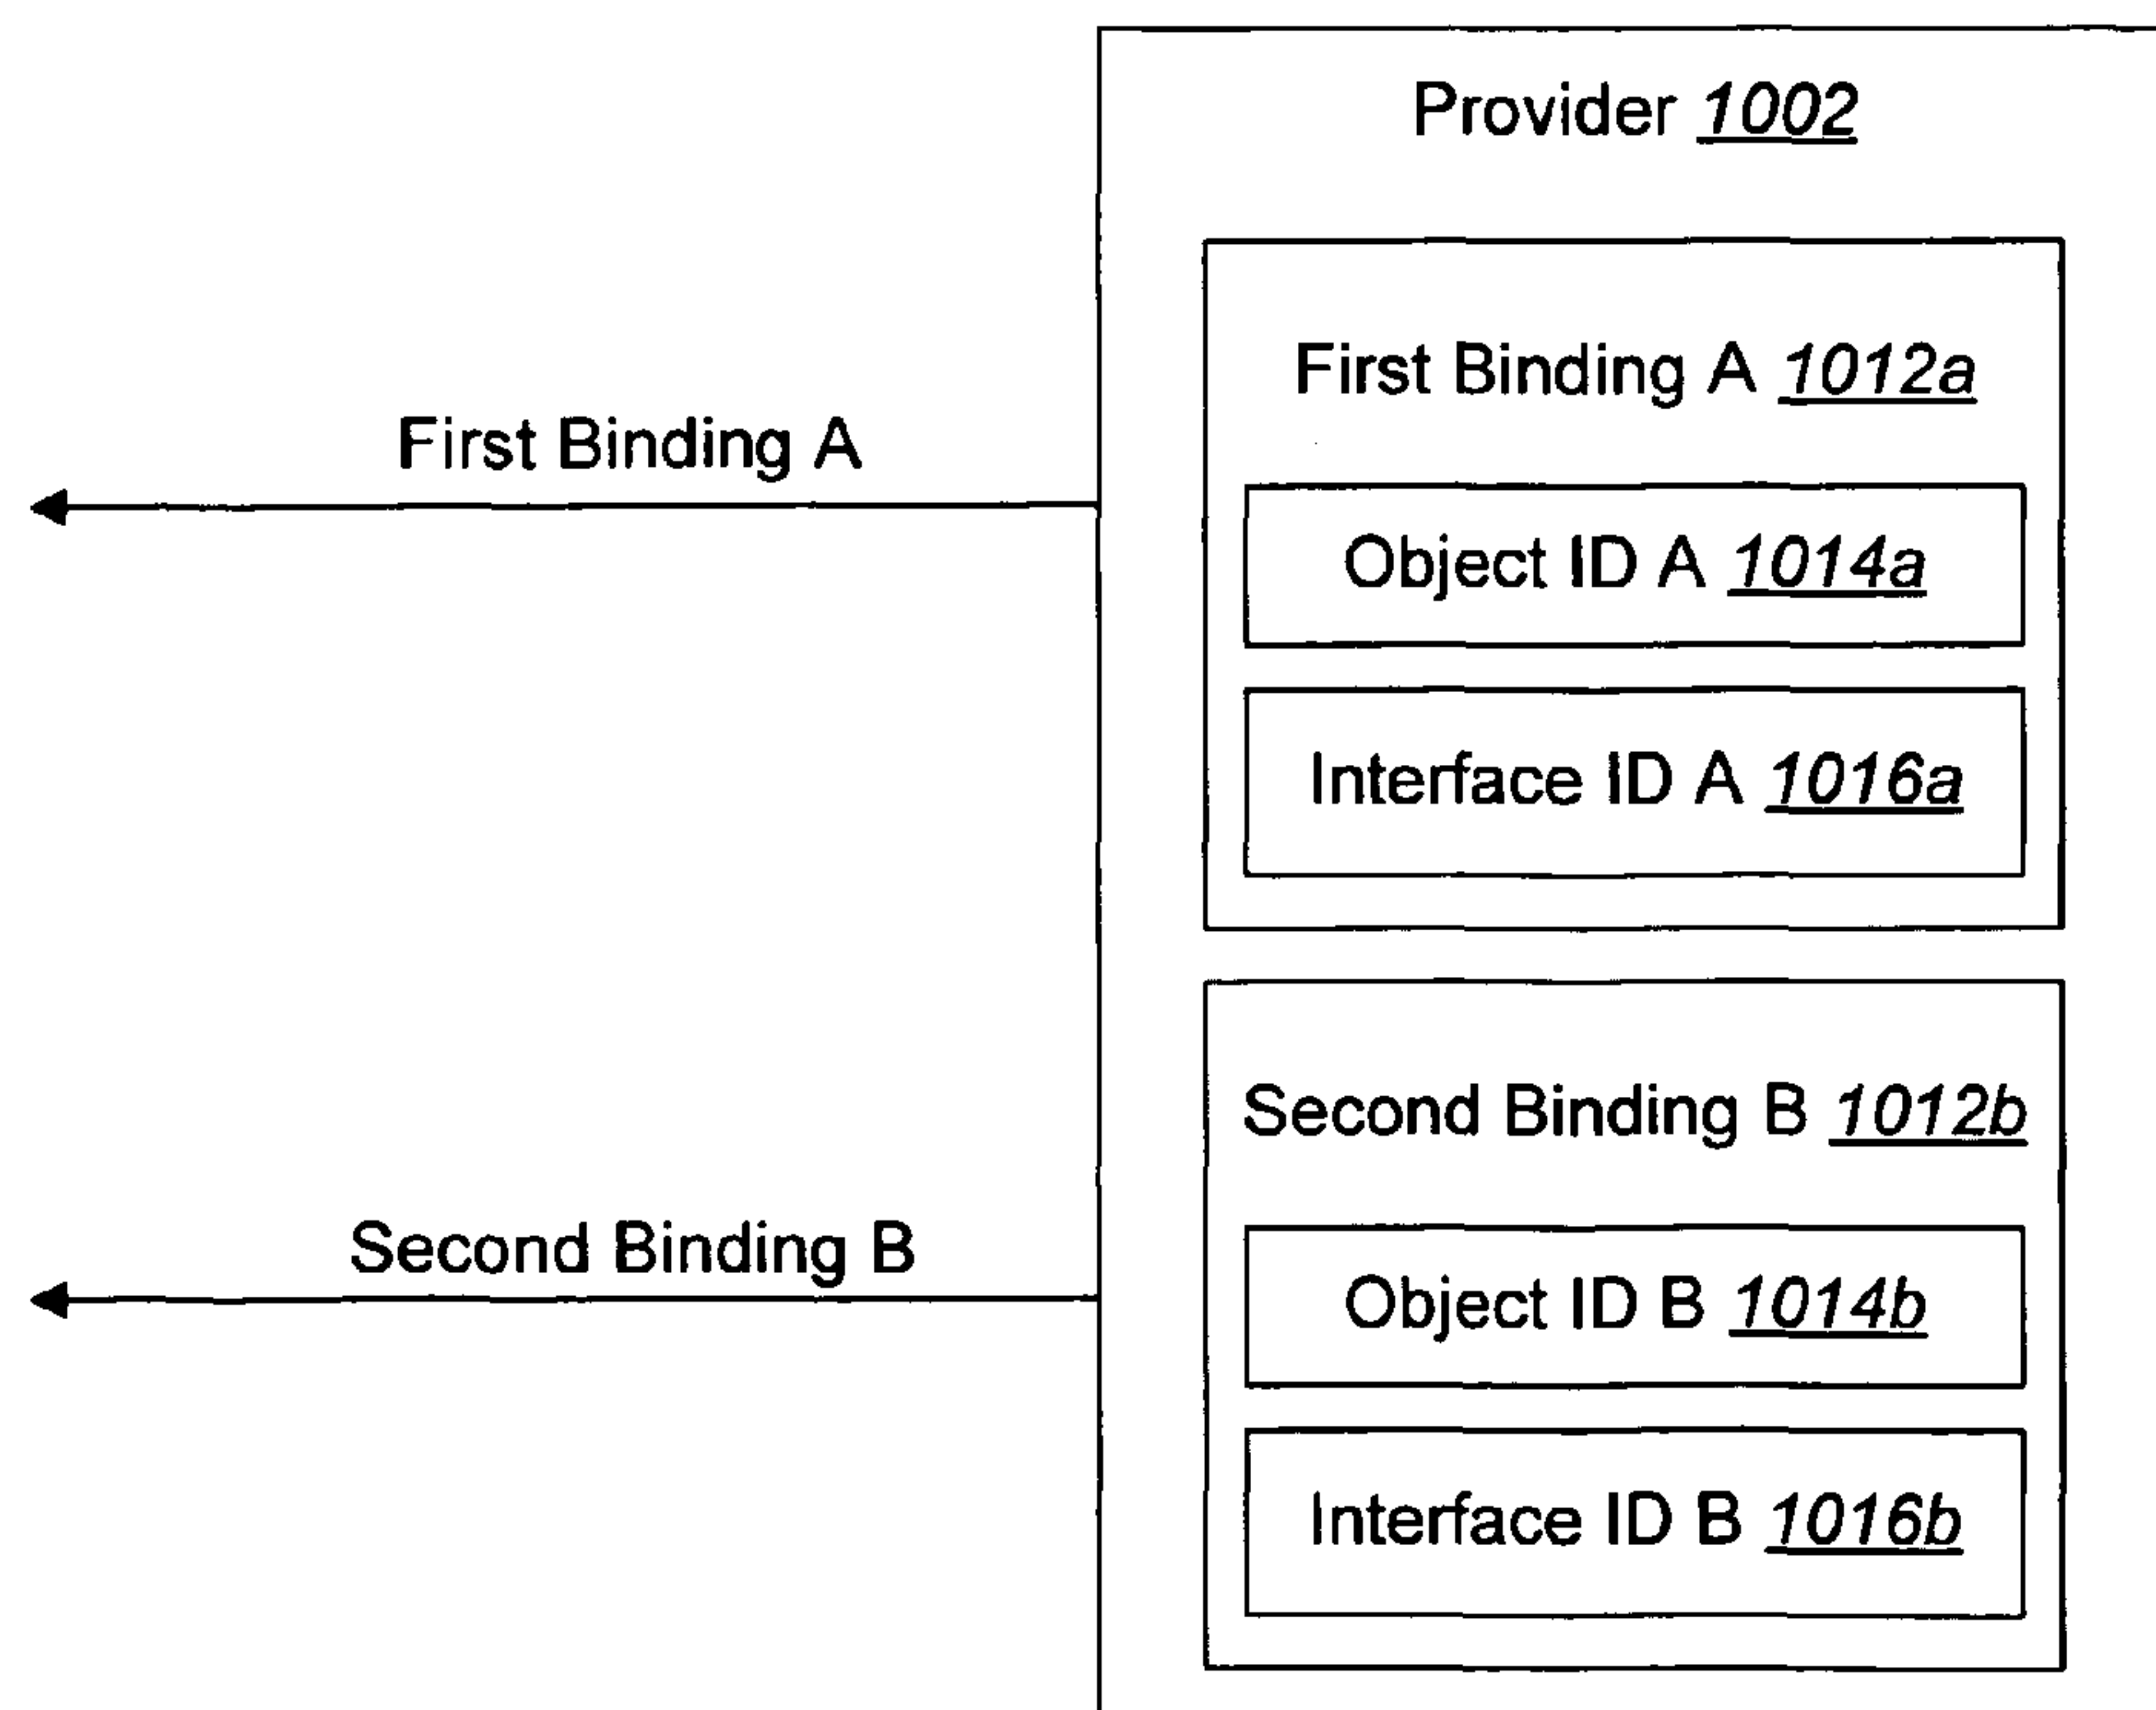 Provider 1002
First Binding A 1012a
First Binding A
Object ID A 1014a
Interface ID A 1016a
Second Binding B 1012b
Second Binding B
Object ID B 1014b
Interface ID B 1016b